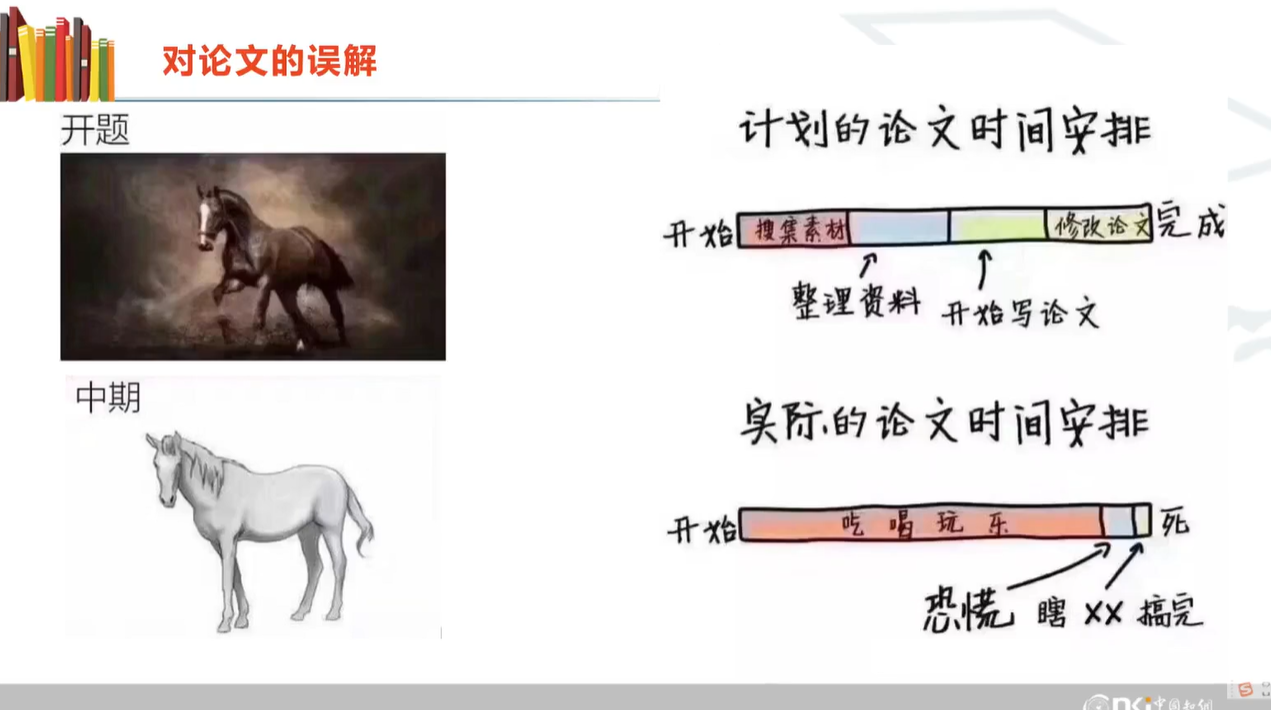 对论文的误解
开题
中期
计划的论文时间安排
开始 搜集素材 修改论文 完成
整理资料 开始写论文
实际的论文时间安排
开始 吃喝玩乐 死
恐慌 瞎 XX 搞完
中国知网